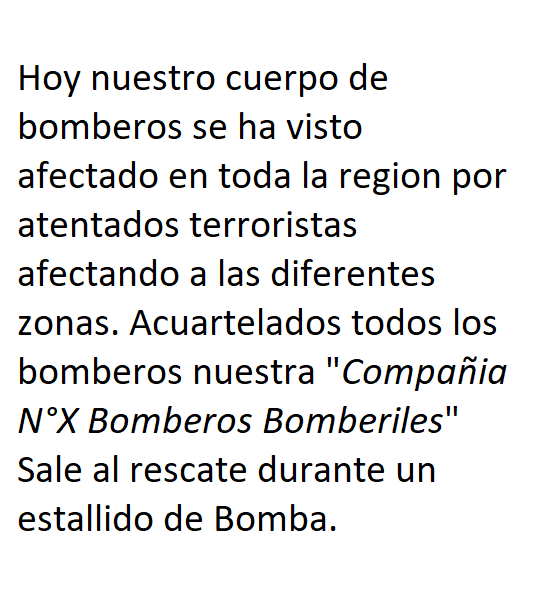 Hoy nuestro cuerpo de
bomberos se ha visto
afectado en toda la region por
atentados terroristas
afectando a las diferentes
zonas. Acuartelados todos los
bomberos nuestra "Compañia
N°X Bomberos Bomberiles"
Sale al rescate durante un
estallido de Bomba.